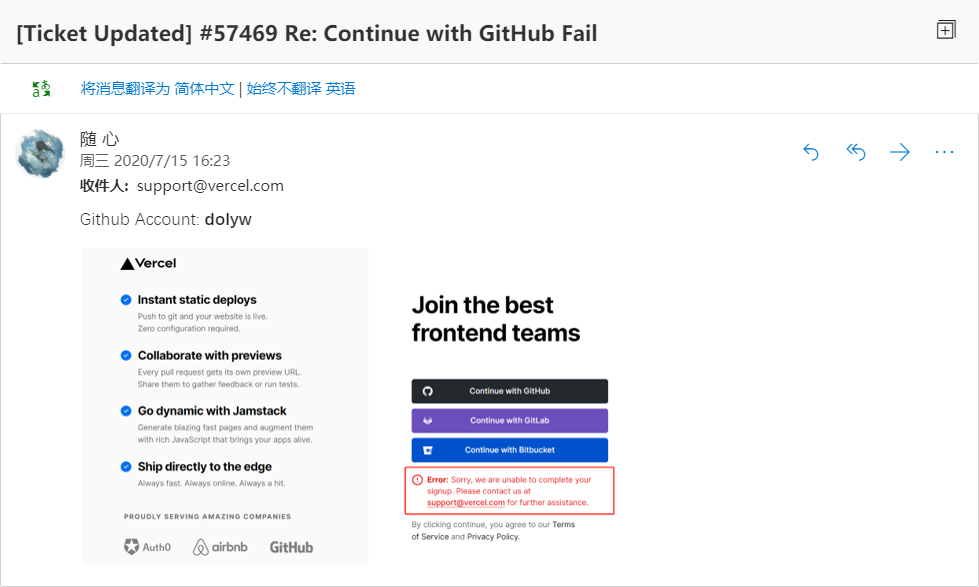 [Ticket Updated] #57469 Re: Continue with GitHub Fail
将消息翻译为 简体中文 | 始终不翻译 英语
随 心
周三 2020/7/15 16:23
收件人: support@vercel.com
Github Account: dolyw
Vercel
Instant static deploys
Push to git and your website is live.
Zero configuration required.
Collaborate with previews
Every pull request gets its own preview URL.
Share them to gather feedback or run tests.
Go dynamic with Jamstack
Generate blazing fast pages and augment them
with rich JavaScript that brings your apps alive.
Ship directly to the edge
Always fast. Always online. Always a hit.
PROUDLY SERVING AMAZING COMPANIES
Auth0 airbnb GitHub
Join the best
frontend teams
Continue with GitHub
Continue with GitLab
Continue with Bitbucket
Error: Sorry, we are unable to complete your
signup. Please contact us at
support@vercel.com for further assistance.
By clicking continue, you agree to our Terms
of Service and Privacy Policy.